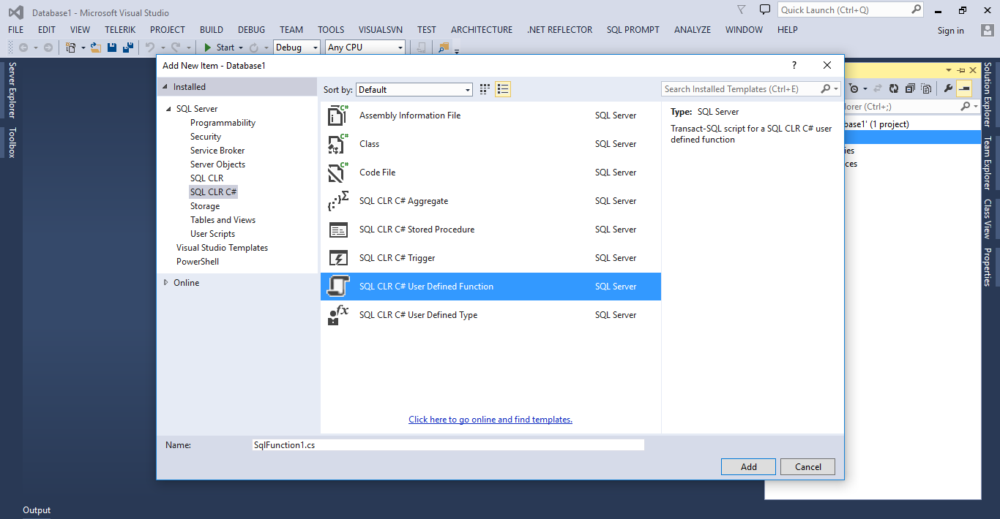 Database1 - Microsoft Visual Studio
Quick Launch (Ctrl+Q)
FILE EDIT VIEW TELERIK PROJECT BUILD DEBUG TEAM TOOLS VISUALSVN TEST ARCHITECTURE .NET REFLECTOR SQL PROMPT ANALYZE WINDOW HELP
Sign in
Start Debug Any CPU
Server Explorer
Toolbox
Add New Item - Database1
?
Installed
SQL Server
Programmability
Security
Service Broker
Server Objects
SQL CLR
SQL CLR C#
Storage
Tables and Views
User Scripts
Visual Studio Templates
PowerShell
Online
Sort by: Default
Search Installed Templates (Ctrl+E)
C# Assembly Information File SQL Server
C# Class SQL Server
C# Code File SQL Server
SQL CLR C# Aggregate SQL Server
SQL CLR C# Stored Procedure SQL Server
SQL CLR C# Trigger SQL Server
SQL CLR C# User Defined Function SQL Server
SQL CLR C# User Defined Type SQL Server
Click here to go online and find templates.
Type: SQL Server
Transact-SQL script for a SQL CLR C# user
defined function
Name: SqlFunction1.cs
Add Cancel
lorer (Ctrl+;)
base1' (1 project)
ies
ces
Solution Explorer
Team Explorer
Class View
Properties
Output